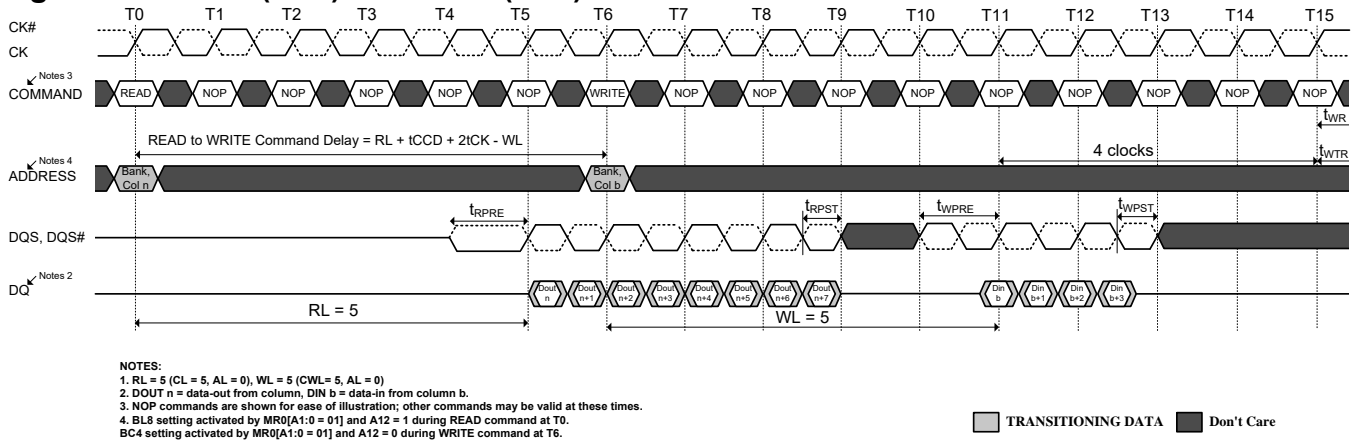 T0 T1 T2 T3 T4 T5 T6 T7 T8 T9 T10 T11 T12 T13 T14 T15
CK#
CK
Notes 3
COMMAND READ NOP NOP NOP NOP NOP WRITE NOP NOP NOP NOP NOP NOP NOP NOP NOP
tWR
READ to WRITE Command Delay = RL + tCCD + 2tCK - WL
4 clocks
tWTR
Notes 4
ADDRESS
Bank, Col n
Bank, Col b
tRPRE tRPST tWPRE tWPST
DQS, DQS#
Notes 2
DQ
Dout n Dout n+1 Dout n+2 Dout n+3 Dout n+4 Dout n+5 Dout n+6 Dout n+7 Din b Din b+1 Din b+2 Din b+3
RL = 5 WL = 5
NOTES:
1. RL = 5 (CL = 5, AL = 0), WL = 5 (CWL= 5, AL = 0)
2. DOUT n = data-out from column, DIN b = data-in from column b.
3. NOP commands are shown for ease of illustration; other commands may be valid at these times.
4. BL8 setting activated by MR0[A1:0 = 01] and A12 = 1 during READ command at T0.
BC4 setting activated by MR0[A1:0 = 01] and A12 = 0 during WRITE command at T6.
TRANSITIONING DATA Don't Care